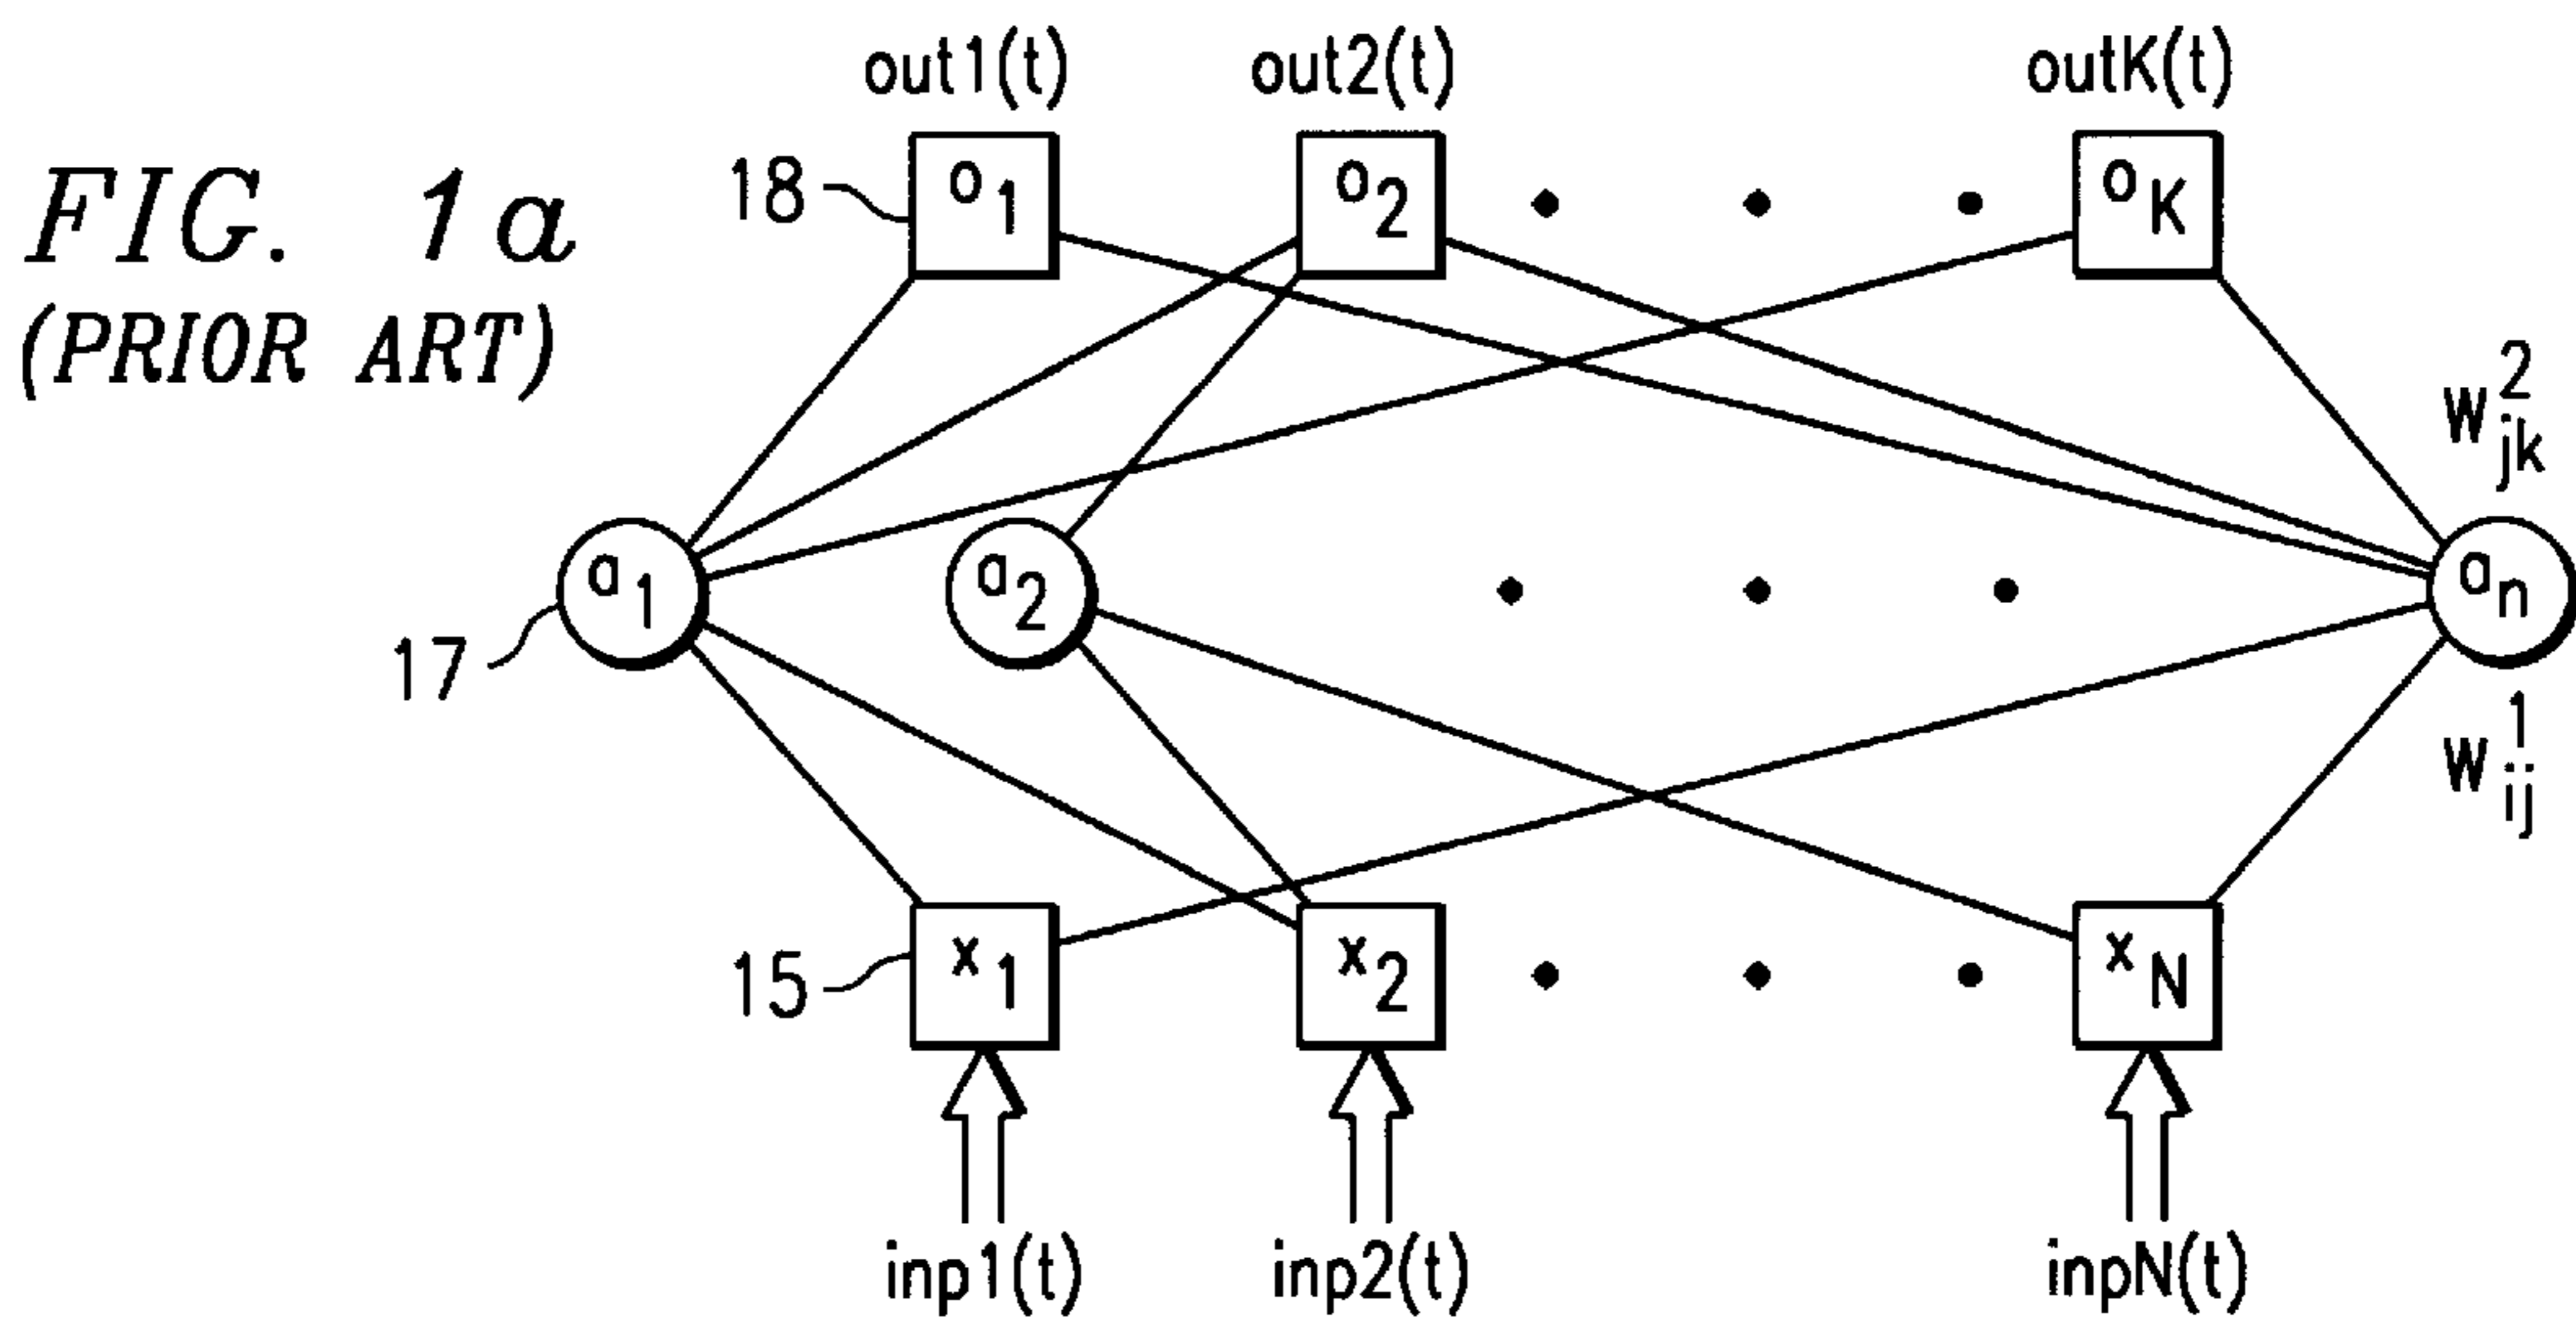 out1(t) out2(t) outK(t)
FIG. 1a
(PRIOR ART)
18
o1 o2 oK
W2jk
a1 a2 an
17
W1ij
15
x1 x2 xN
inp1(t) inp2(t) inpN(t)